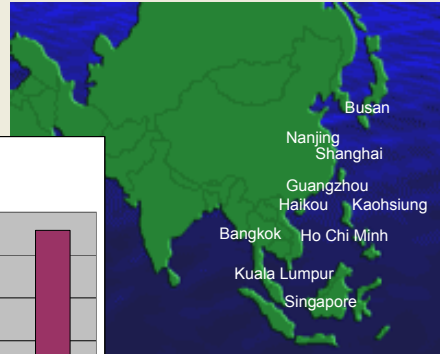 Busan
Nanjing
Shanghai
Guangzhou
Haikou Kaohsiung
Bangkok Ho Chi Minh
Kuala Lumpur
Singapore